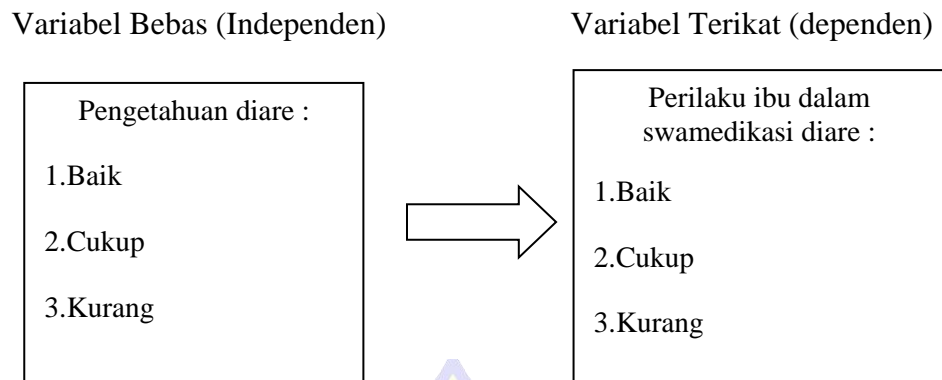 Variabel Bebas (Independen)
Variabel Terikat (dependen)
Pengetahuan diare :
1.Baik
2.Cukup
3.Kurang
Perilaku ibu dalam
swamedikasi diare :
1.Baik
2.Cukup
3.Kurang